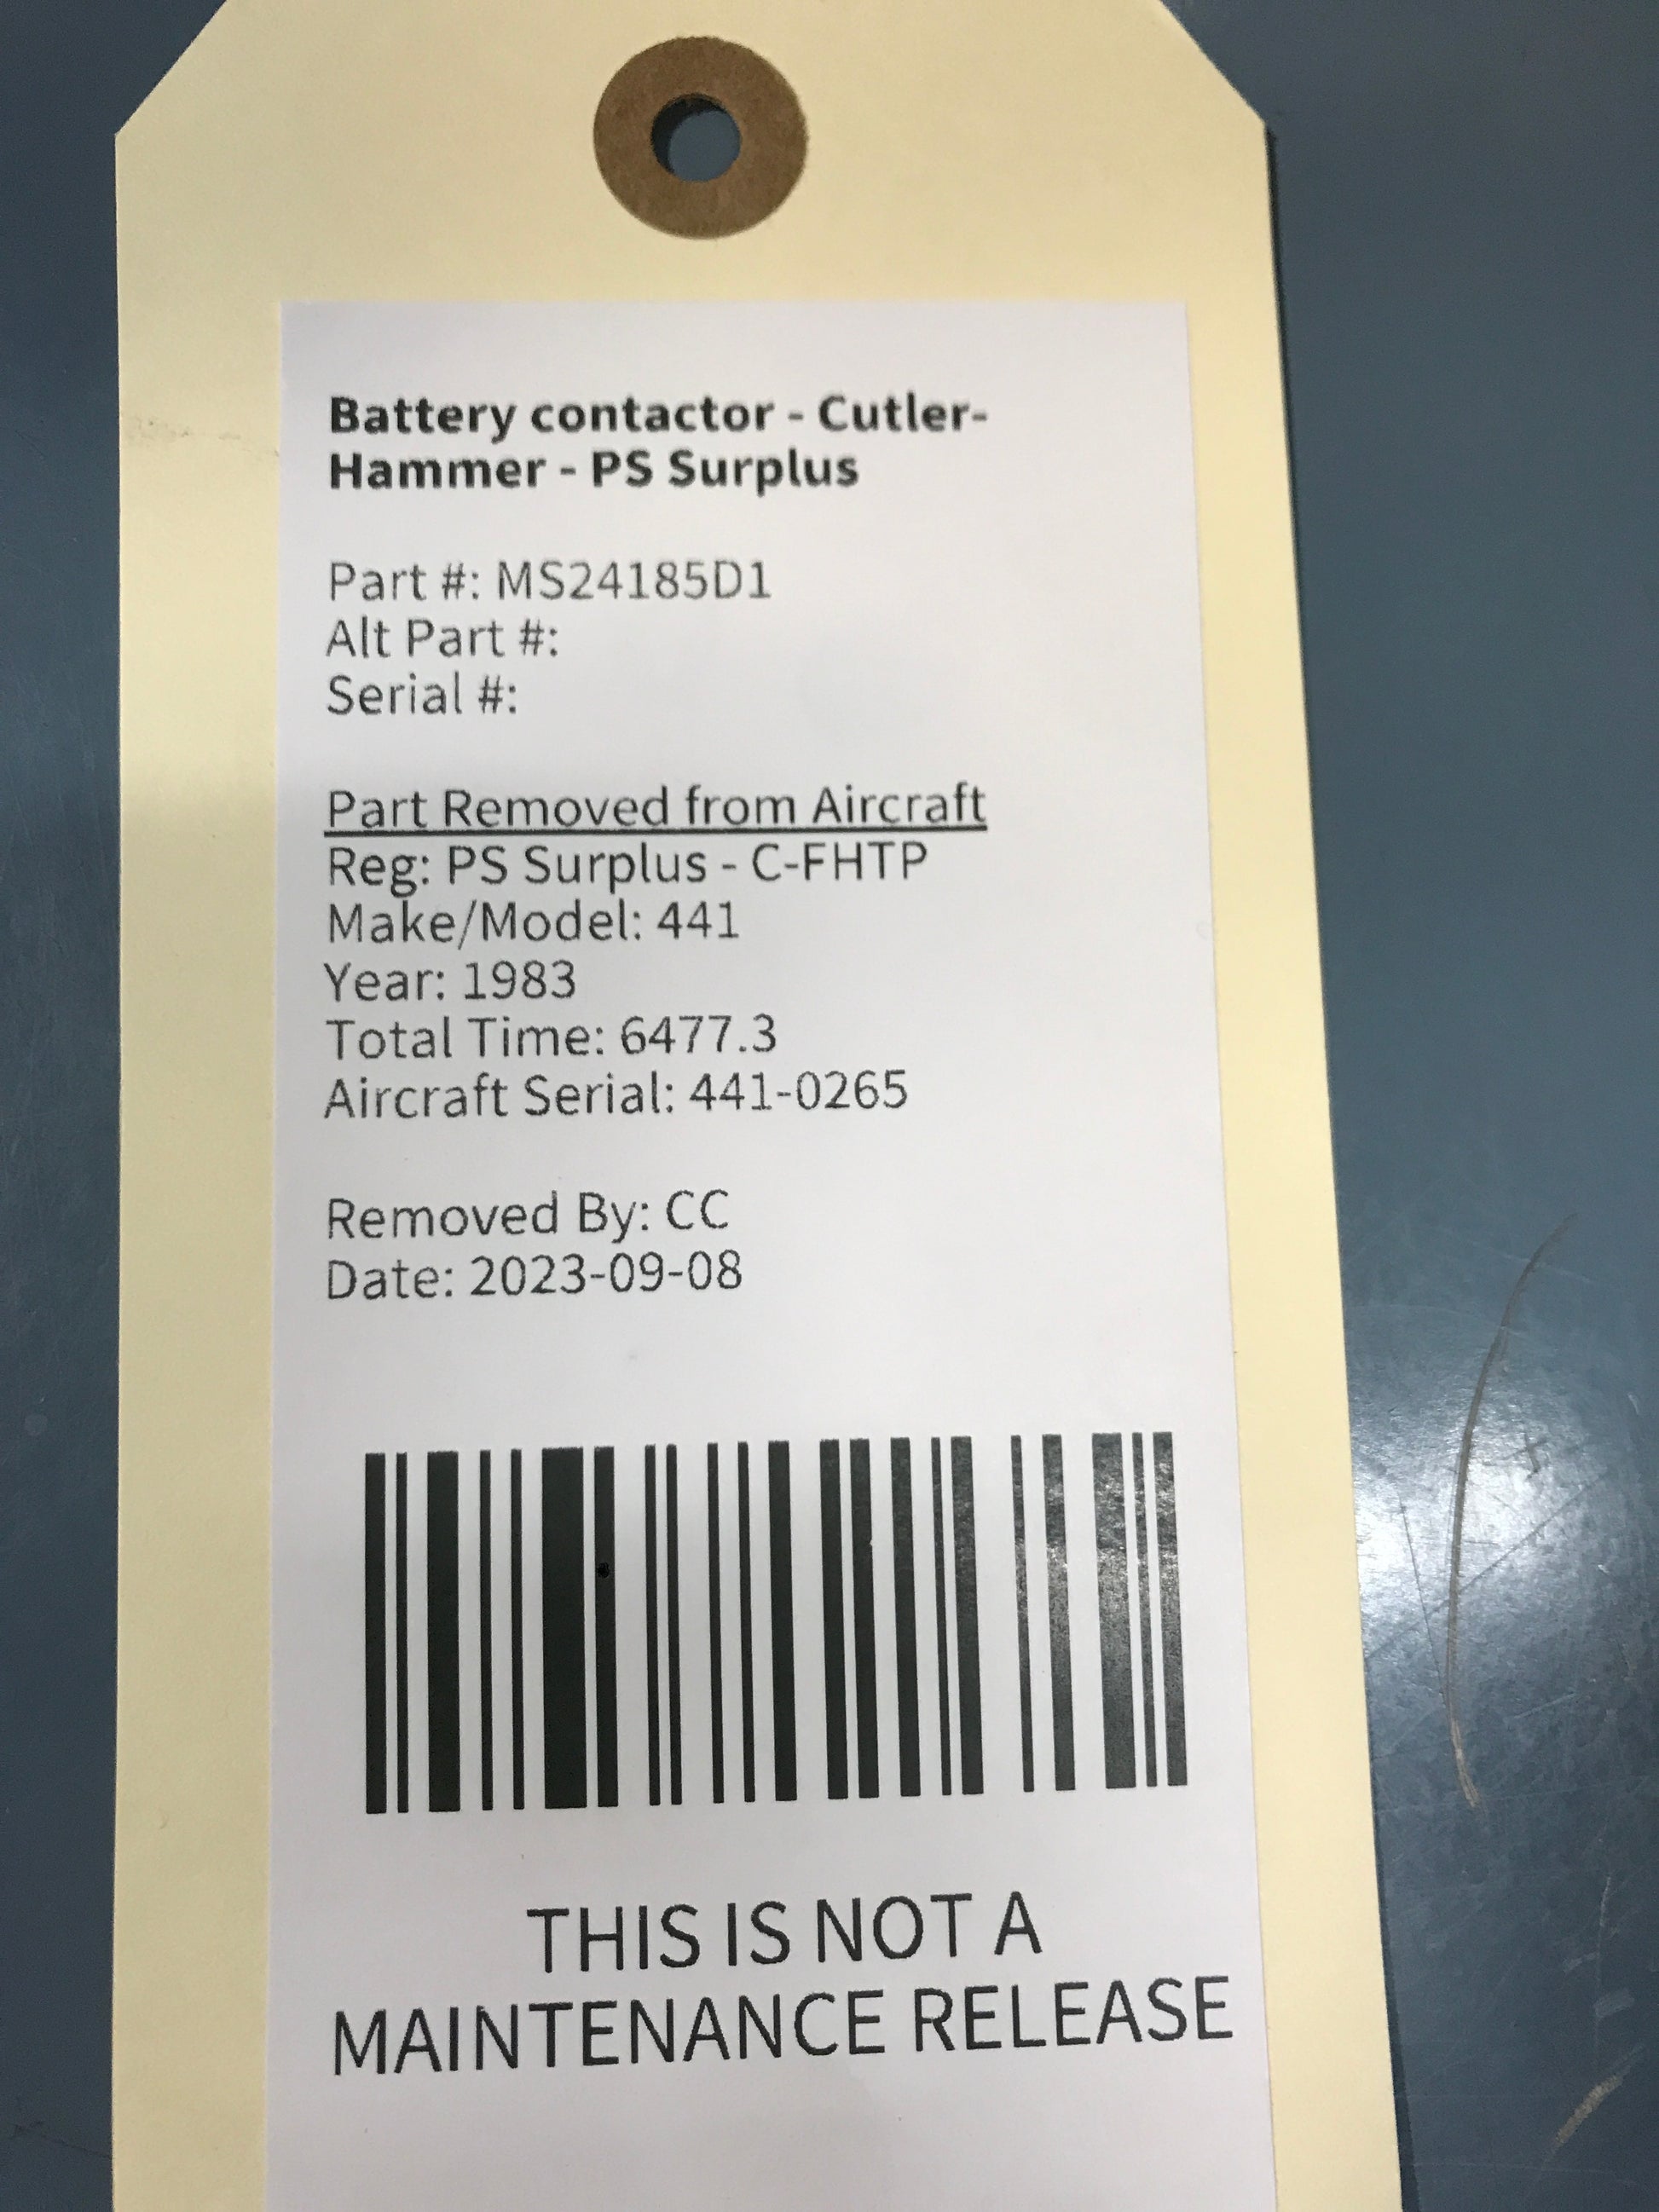 Battery contactor - Cutler-
Hammer - PS Surplus
Part #: MS24185D1
Alt Part #:
Serial #:
Part Removed from Aircraft
Reg: PS Surplus - C-FHTP
Make/Model: 441
Year: 1983
Total Time: 6477.3
Aircraft Serial: 441-0265
Removed By: CC
Date: 2023-09-08
THIS IS NOT A
MAINTENANCE RELEASE